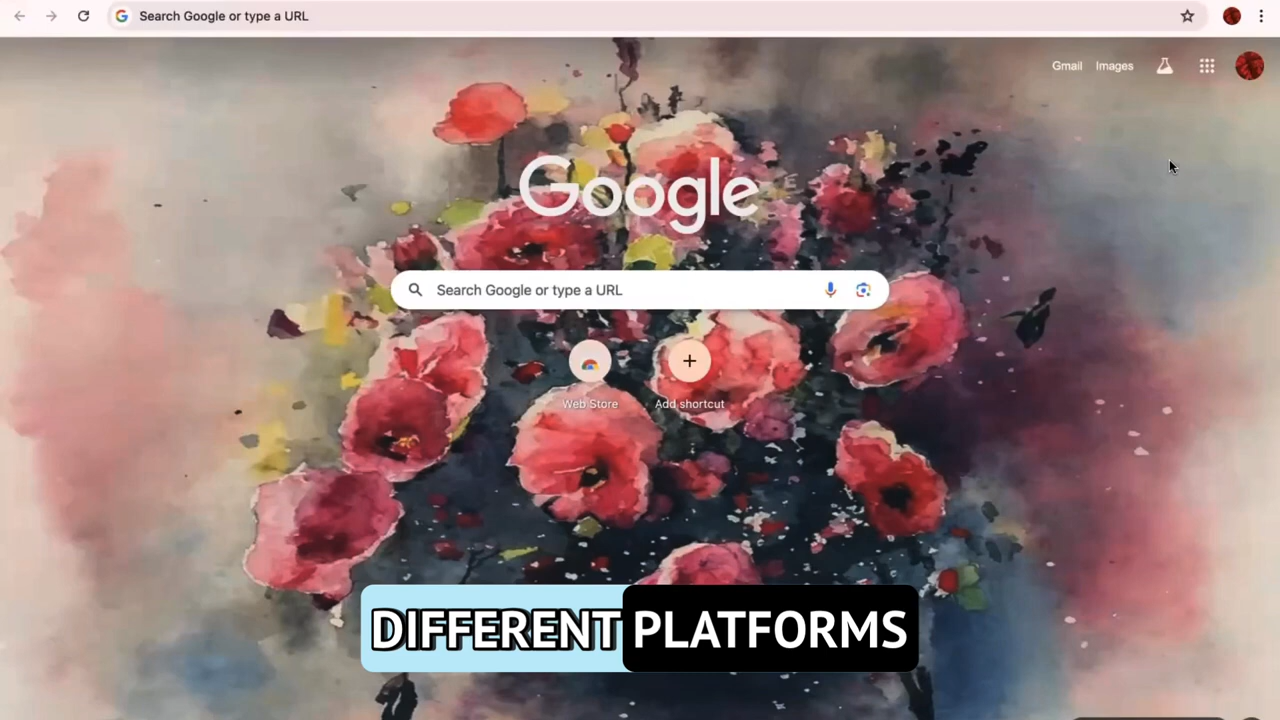 Search Google or type a URL
Gmail Images
Google
Search Google or type a URL
Web Store Add shortcut
DIFFERENT PLATFORMS